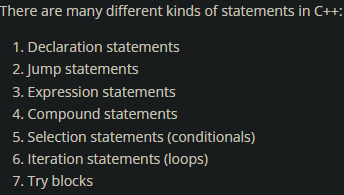 There are many different kinds of statements in C++:
1. Declaration statements
2. Jump statements
3. Expression statements
4. Compound statements
5. Selection statements (conditionals)
6. Iteration statements (loops)
7. Try blocks